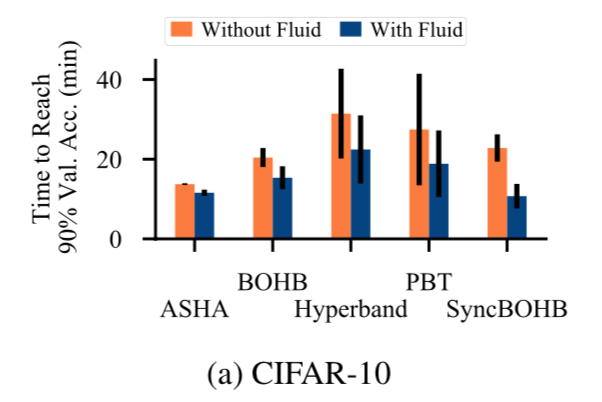 Without Fluid With Fluid
Time to Reach
90% Val. Acc. (min)
40
20
0
BOHB PBT
ASHA Hyperband SyncBOHB
(a) CIFAR-10